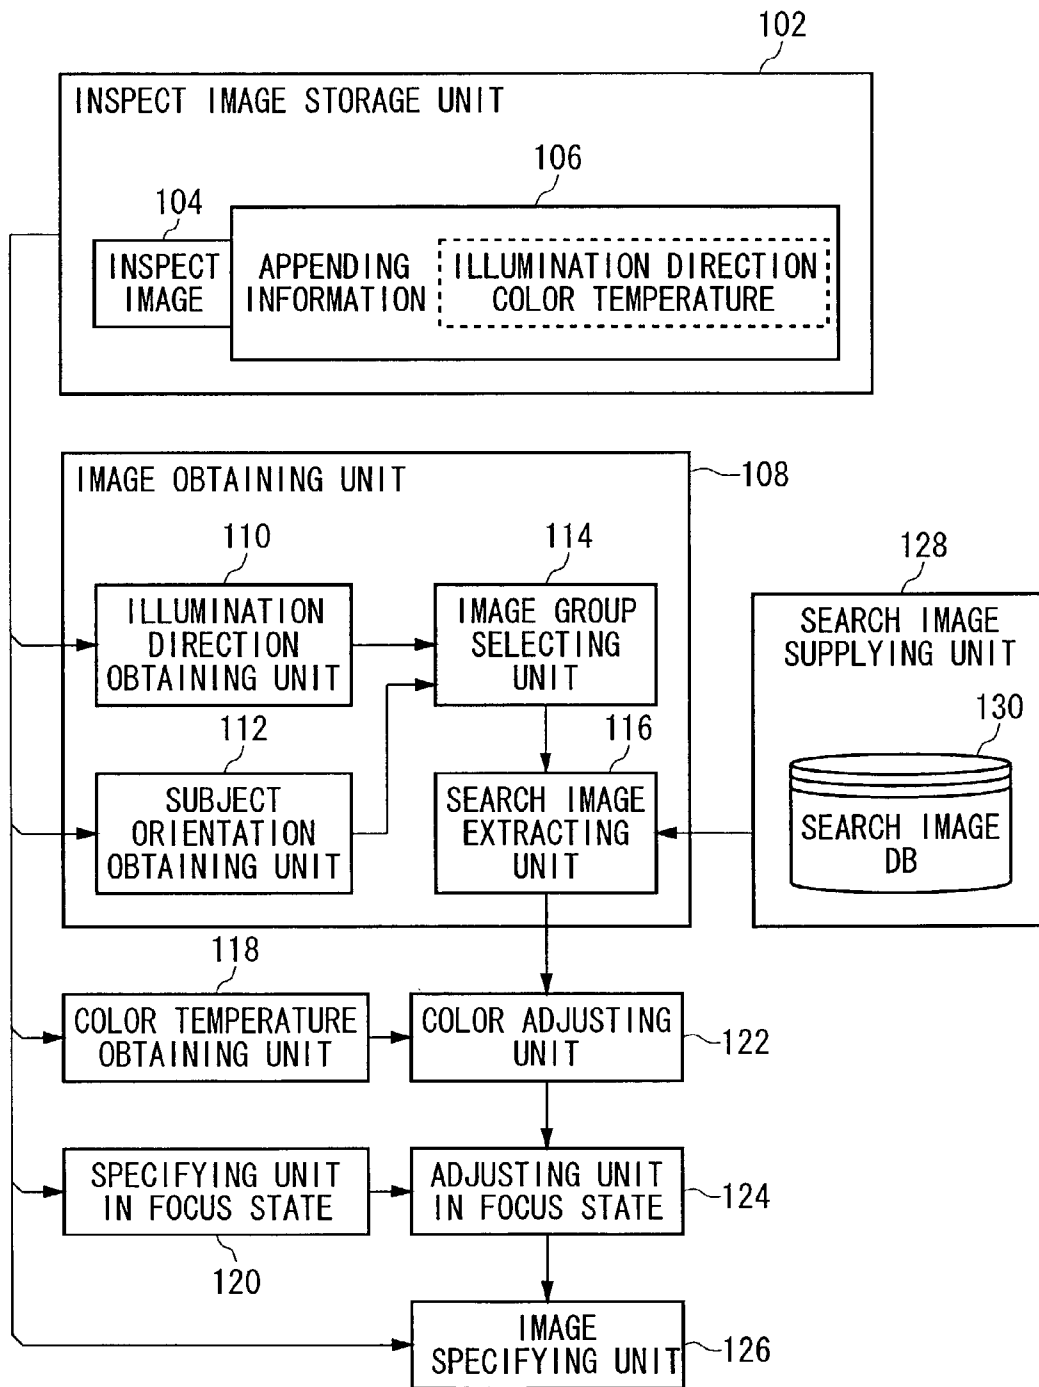 102
INSPECT IMAGE STORAGE UNIT
106
104
INSPECT
IMAGE
APPENDING
INFORMATION
ILLUMINATION DIRECTION
COLOR TEMPERATURE
IMAGE OBTAINING UNIT
108
110
ILLUMINATION
DIRECTION
OBTAINING UNIT
114
IMAGE GROUP
SELECTING
UNIT
128
SEARCH IMAGE
SUPPLYING UNIT
112
SUBJECT
ORIENTATION
OBTAINING UNIT
116
SEARCH IMAGE
EXTRACTING
UNIT
130
SEARCH IMAGE
DB
118
COLOR TEMPERATURE
OBTAINING UNIT
COLOR ADJUSTING
UNIT
122
SPECIFYING UNIT
IN FOCUS STATE
120
ADJUSTING UNIT
IN FOCUS STATE
124
IMAGE
SPECIFYING UNIT
126